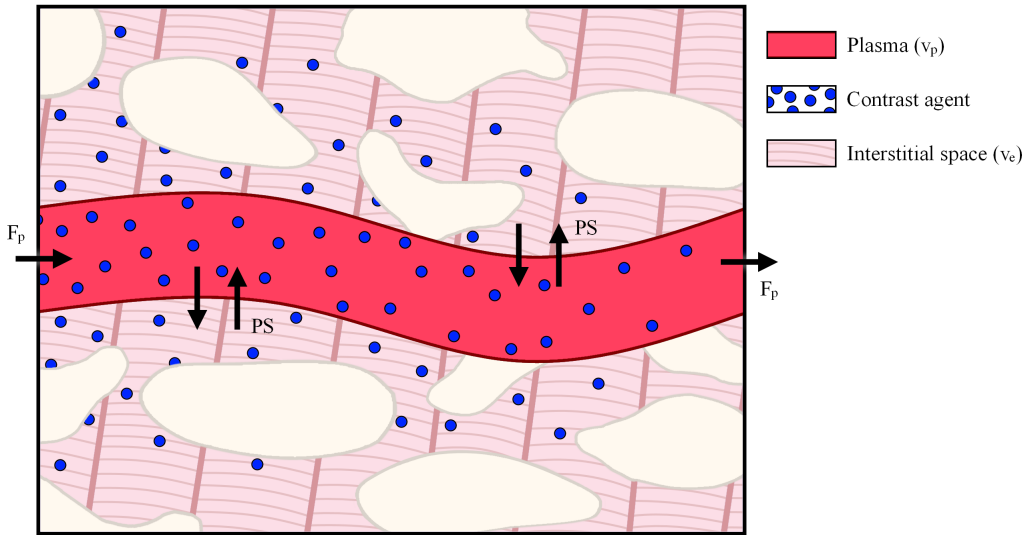 Plasma (vₚ)
Contrast agent
Interstitial space (vₑ)
Fₚ
PS
PS
Fₚ